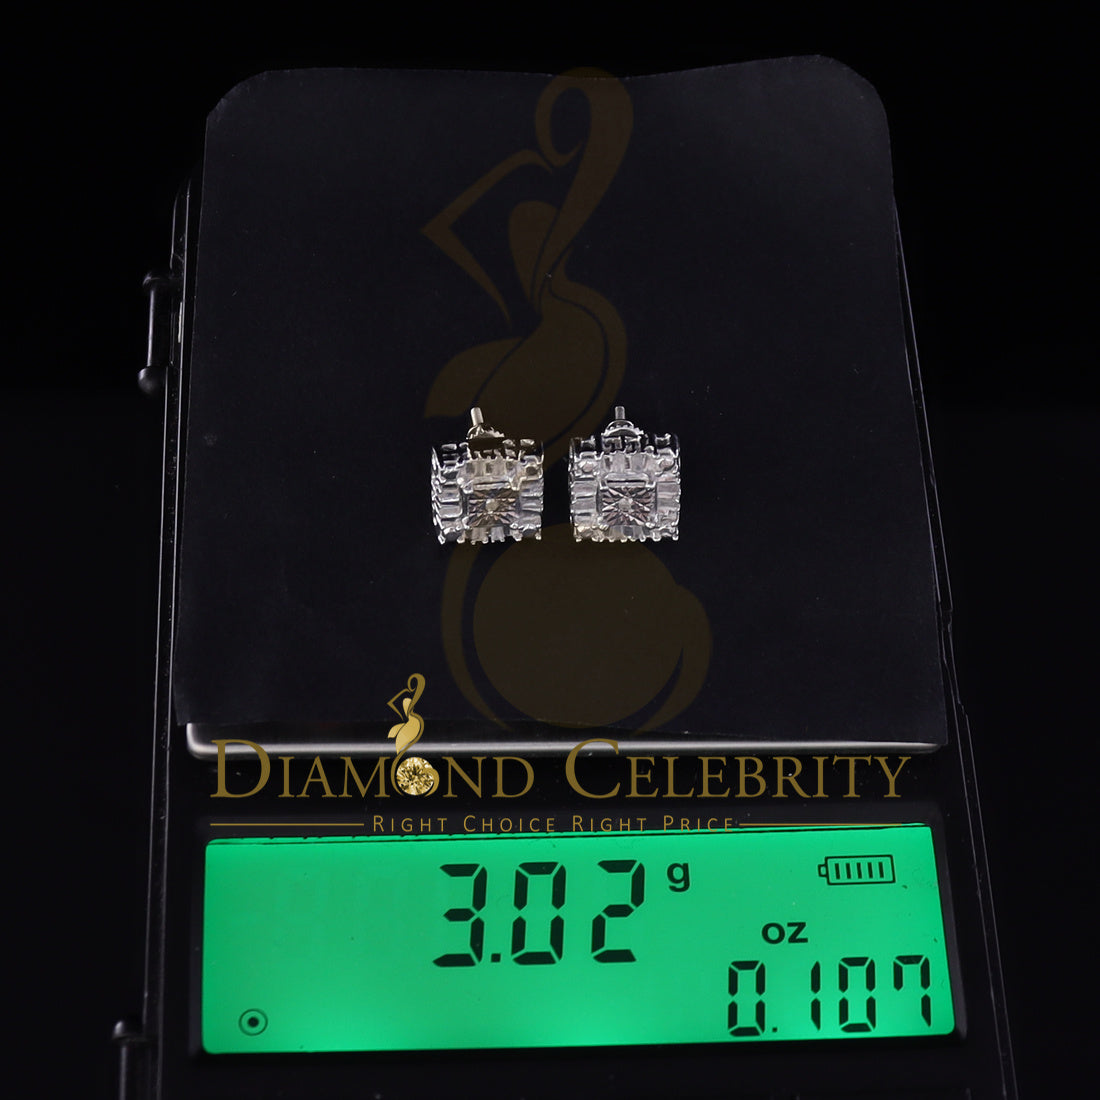 DIAMOND CELEBRITY
RIGHT CHOICE RIGHT PRICE
3.02 g
oz
0.107